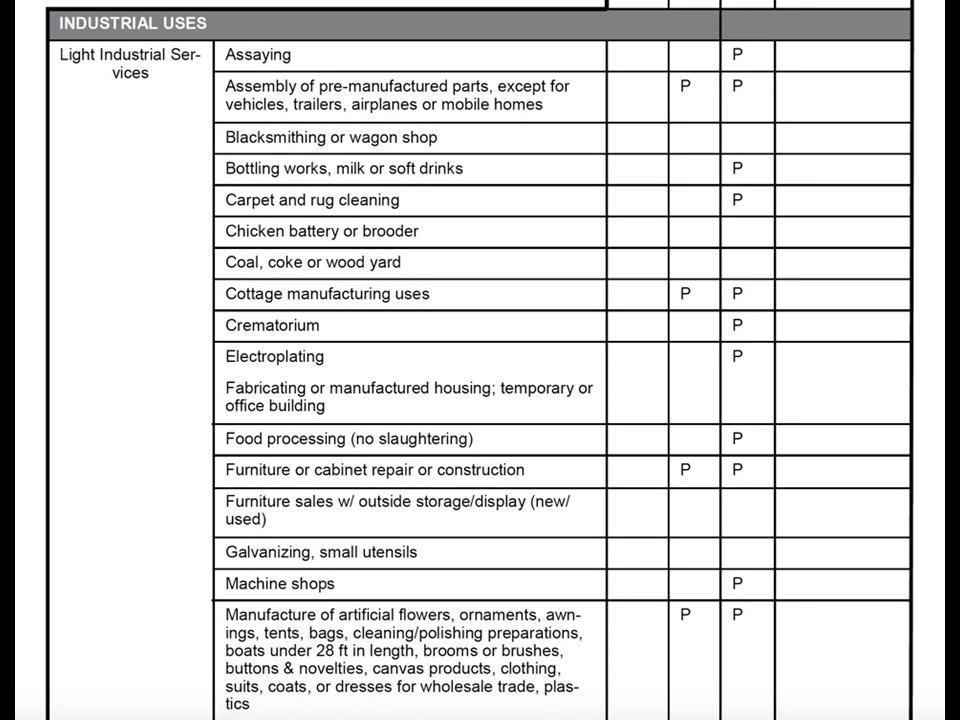 INDUSTRIAL USES
Light Industrial Ser-
vices
Assaying P
Assembly of pre-manufactured parts, except for P P
vehicles, trailers, airplanes or mobile homes
Blacksmithing or wagon shop
Bottling works, milk or soft drinks P
Carpet and rug cleaning P
Chicken battery or brooder
Coal, coke or wood yard
Cottage manufacturing uses P P
Crematorium P
Electroplating P
Fabricating or manufactured housing; temporary or
office building
Food processing (no slaughtering) P
Furniture or cabinet repair or construction P P
Furniture sales w/ outside storage/display (new/
used)
Galvanizing, small utensils
Machine shops P
Manufacture of artificial flowers, ornaments, awn- P P
ings, tents, bags, cleaning/polishing preparations,
boats under 28 ft in length, brooms or brushes,
buttons & novelties, canvas products, clothing,
suits, coats, or dresses for wholesale trade, plas-
tics